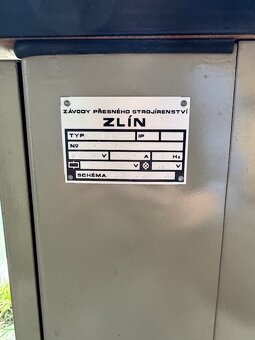 ZÁVODY PŘESNÉHO STROJÍRENSTVÍ
ZLÍN
TYP IP
Nº
V A Hz
V V
SCHÉMA